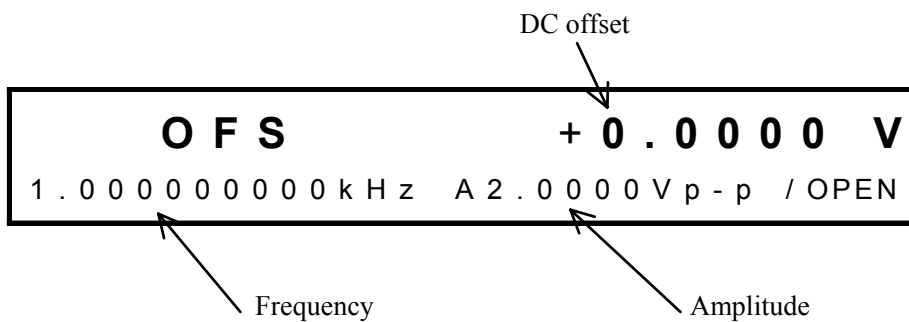 DC offset
OFS +0.0000 V
1.000000000kHz A2.0000Vp-p /OPEN
Frequency Amplitude